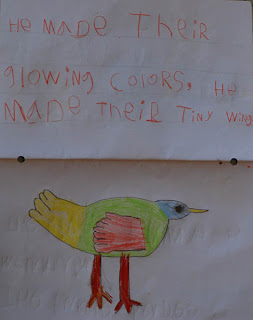 He MADE THEIR
glowing COLORS. He
MADE THEIR Tiny Wing